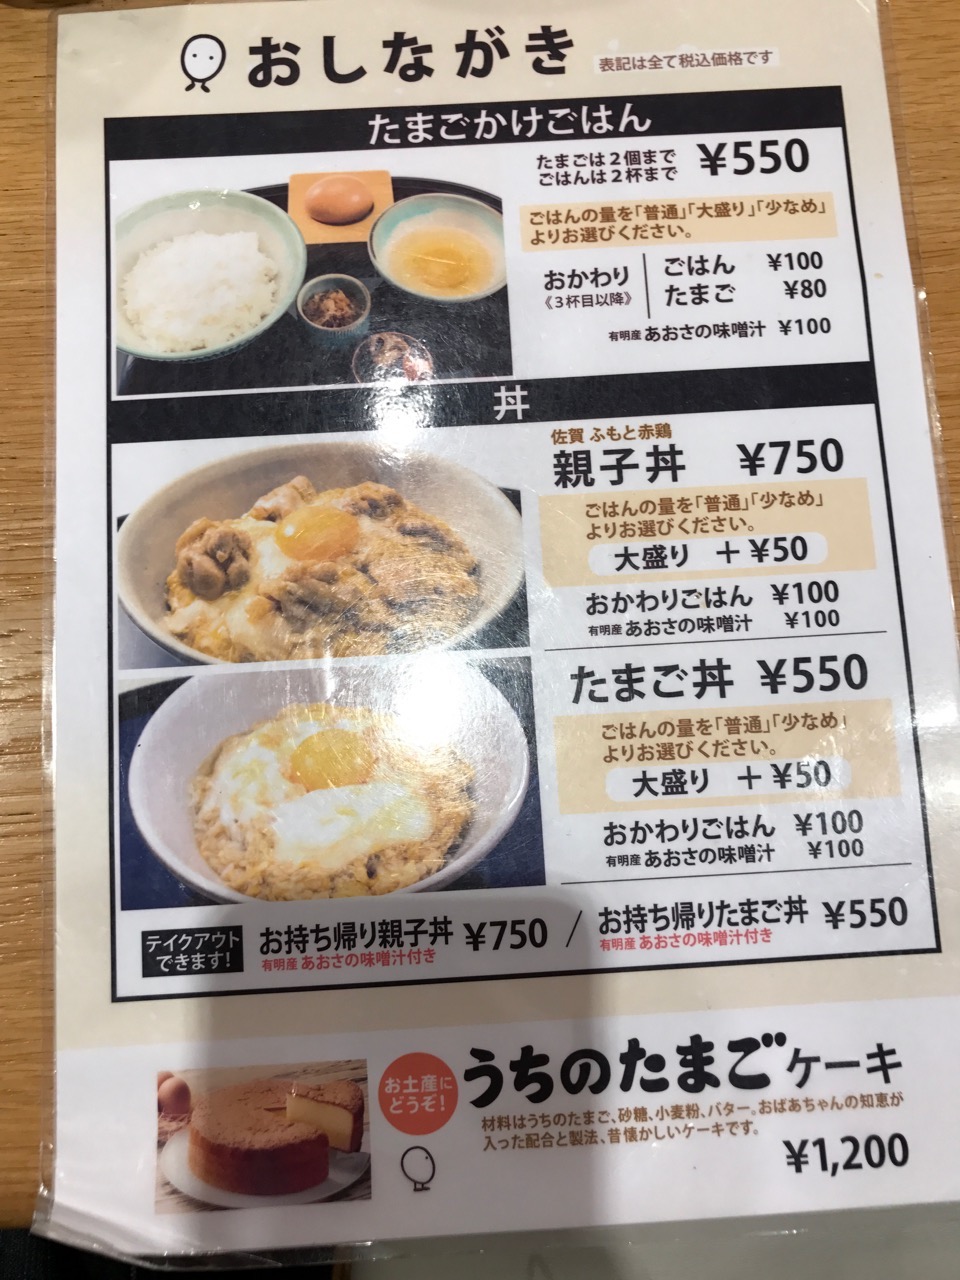 おしながき 表記は全て税込価格です
たまごかけごはん
たまごは2個まで
ごはんは2杯まで
¥550
ごはんの量を「普通」「大盛り」「少なめ」
よりお選びください。
おかわり
《3杯目以降》
ごはん ¥100
たまご ¥80
有明産 あおさの味噌汁 ¥100
丼
佐賀 ふもと赤鶏
親子丼 ¥750
ごはんの量を「普通」「少なめ」
よりお選びください。
大盛り +¥50
おかわりごはん ¥100
有明産 あおさの味噌汁 ¥100
たまご丼 ¥550
ごはんの量を「普通」「少なめ」
よりお選びください。
大盛り +¥50
おかわりごはん ¥100
有明産 あおさの味噌汁 ¥100
テイクアウト
できます!
お持ち帰り親子丼 ¥750
有明産 あおさの味噌汁付き
/
お持ち帰りたまご丼 ¥550
有明産 あおさの味噌汁付き
お土産に
どうぞ!
うちのたまごケーキ
材料はうちのたまご、砂糖、小麦粉、バター。おばあちゃんの知恵が
入った配合と製法、昔懐かしいケーキです。
¥1,200